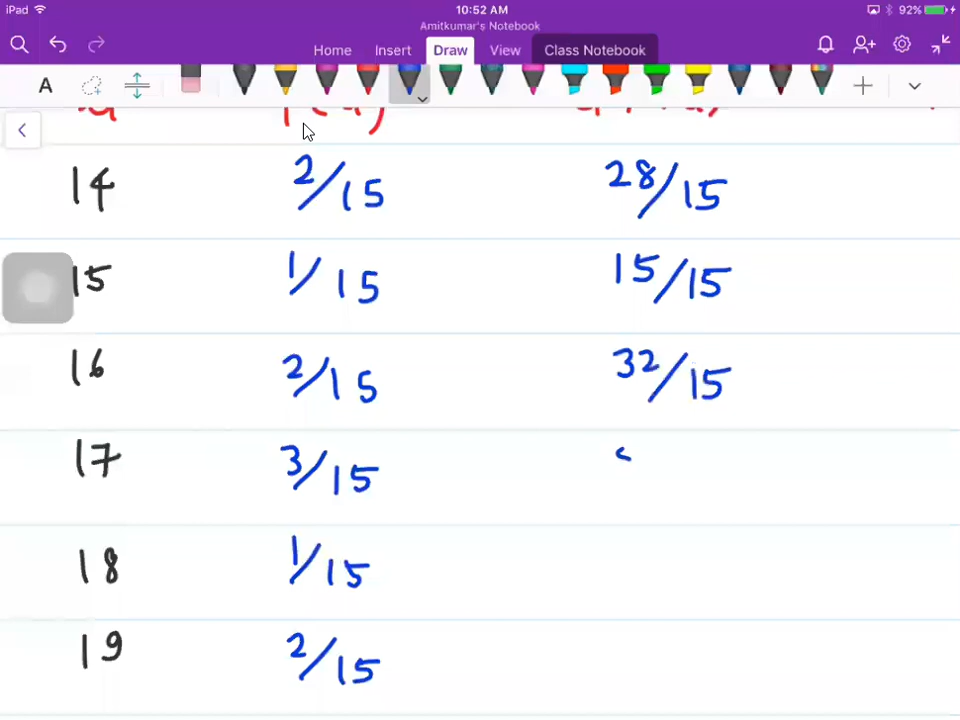 iPad 10:52 AM 92%
Amitkumar's Notebook
Home Insert Draw View Class Notebook
A
14 2/15 28/15
15 1/15 15/15
16 2/15 32/15
17 3/15
18 1/15
19 2/15